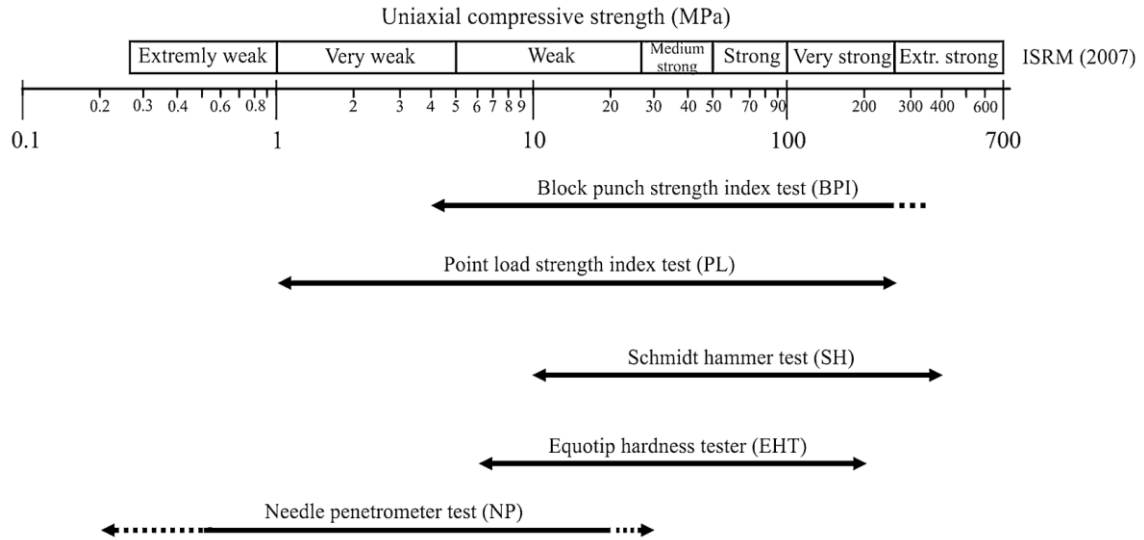 Uniaxial compressive strength (MPa)
Extremly weak Very weak Weak Medium strong Strong Very strong Extr. strong ISRM (2007)
0.2 0.3 0.4 0.6 0.8 2 3 4 5 6 7 8 9 20 30 40 50 70 90 200 300 400 600
0.1 1 10 100 700
Block punch strength index test (BPI)
Point load strength index test (PL)
Schmidt hammer test (SH)
Equotip hardness tester (EHT)
Needle penetrometer test (NP)